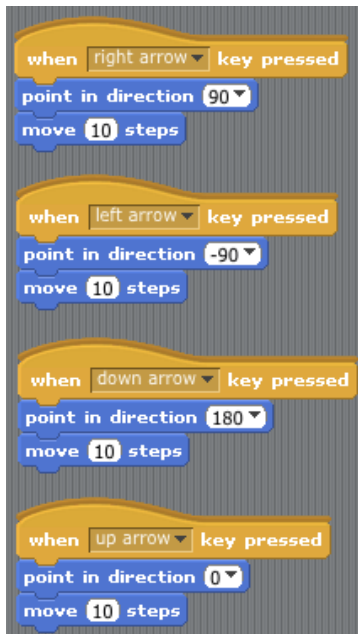 when right arrow key pressed
point in direction 90
move 10 steps
when left arrow key pressed
point in direction -90
move 10 steps
when down arrow key pressed
point in direction 180
move 10 steps
when up arrow key pressed
point in direction 0
move 10 steps